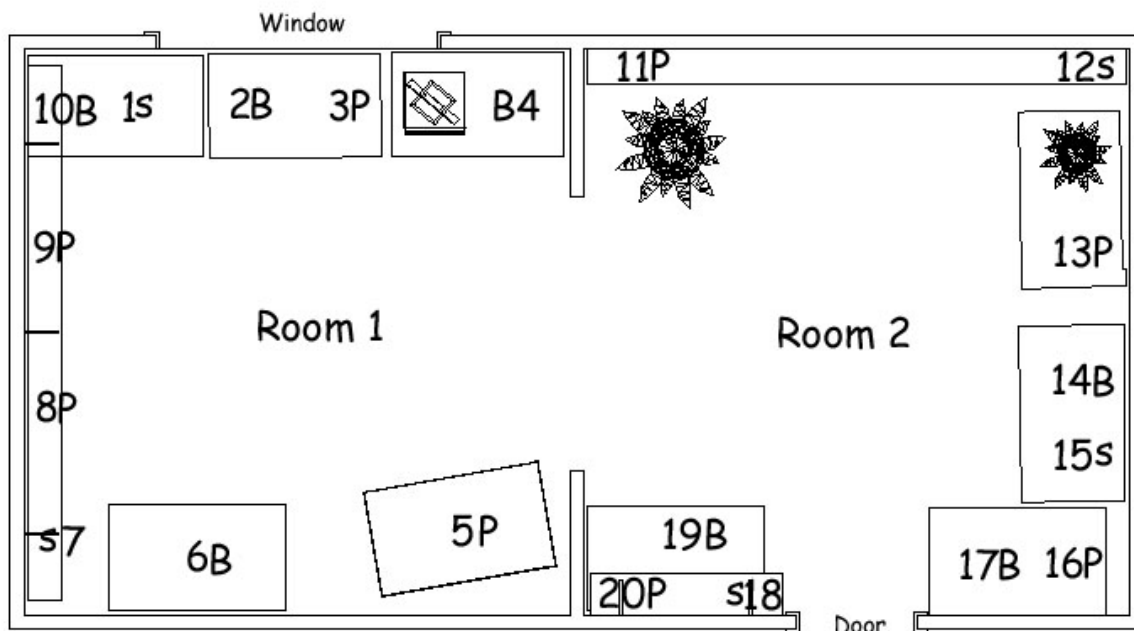 Window
11P 12s
10B 1s 2B 3P B4
9P 13P
Room 1 Room 2
14B
8P
15s
s7 6B 5P 19B 17B 16P
20P s18
Door